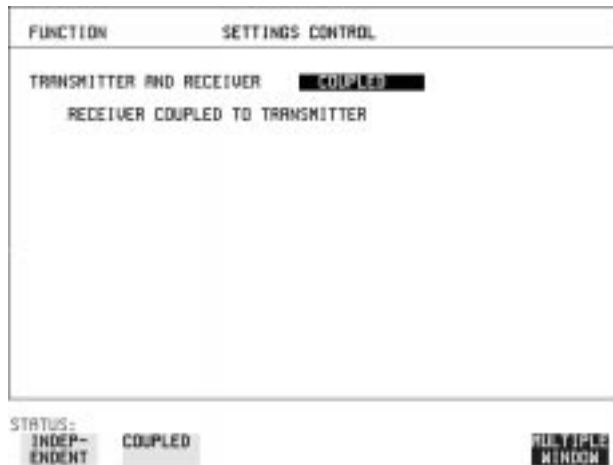 FUNCTION SETTINGS CONTROL
TRANSMITTER AND RECEIVER COUPLED
RECEIVER COUPLED TO TRANSMITTER
STATUS:
INDEP-
ENDENT
COUPLED
MULTIPLE
WINDOW